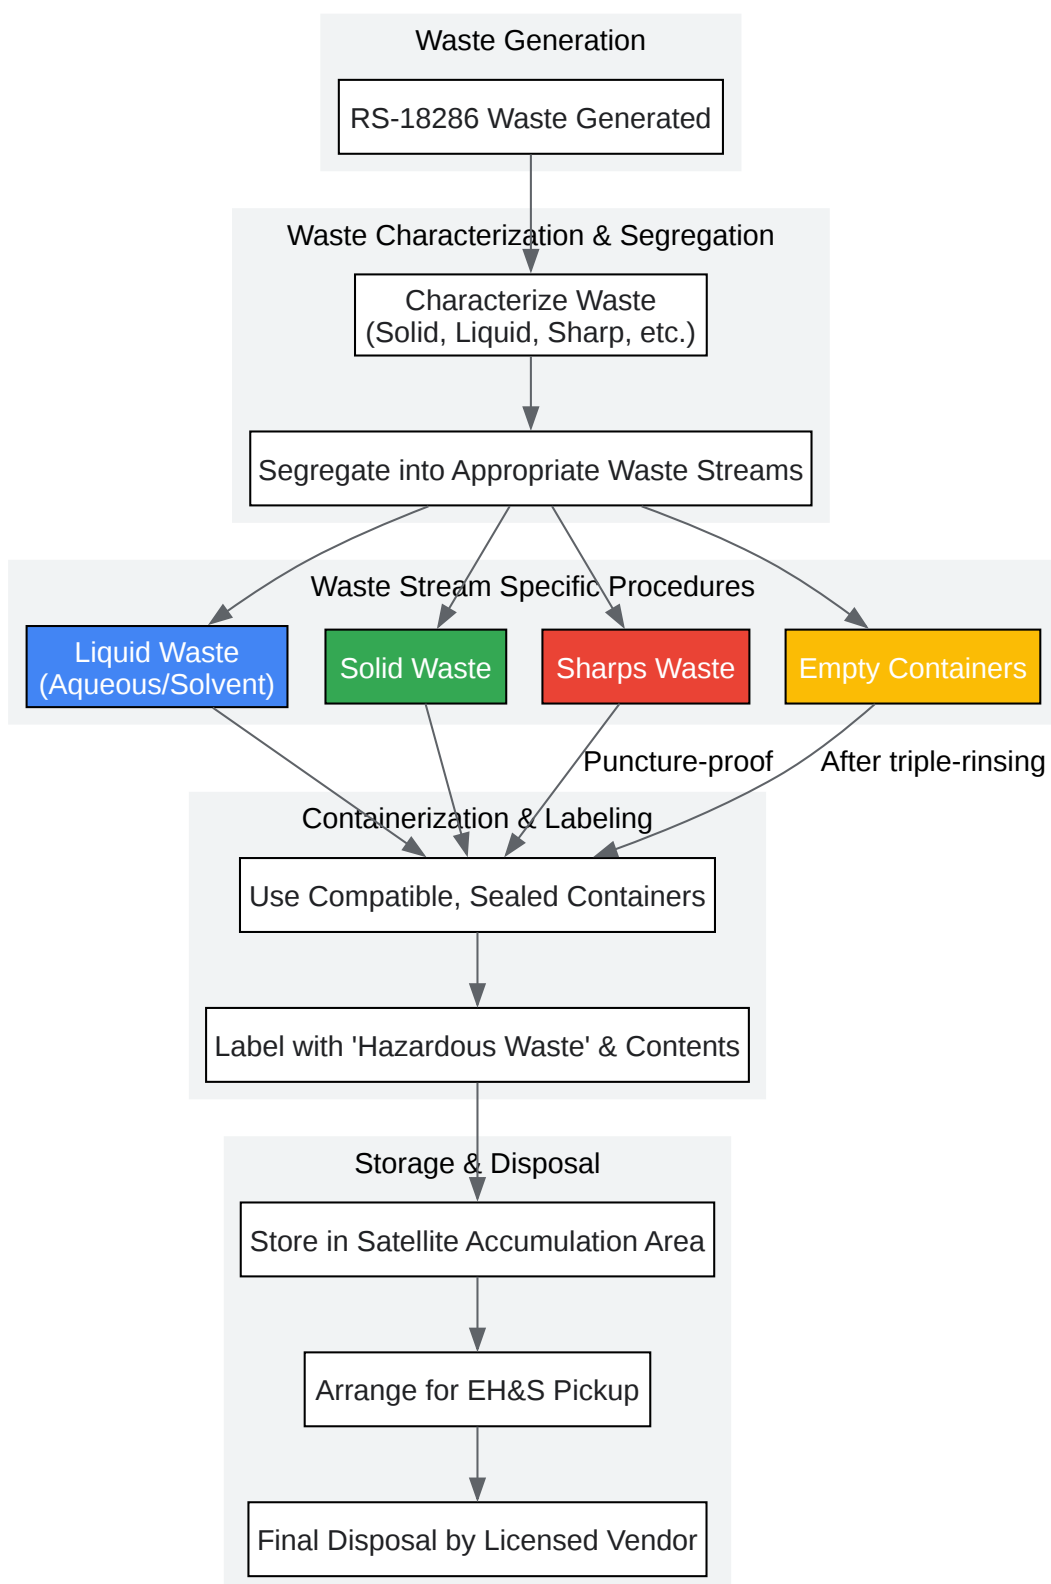 Waste Generation
RS-18286 Waste Generated
Waste Characterization & Segregation
Characterize Waste
(Solid, Liquid, Sharp, etc.)
Segregate into Appropriate Waste Streams
Waste Stream Specific Procedures
Liquid Waste
(Aqueous/Solvent)
Solid Waste
Sharps Waste
Empty Containers
Puncture-proof
After triple-rinsing
Containerization & Labeling
Use Compatible, Sealed Containers
Label with 'Hazardous Waste' & Contents
Storage & Disposal
Store in Satellite Accumulation Area
Arrange for EH&S Pickup
Final Disposal by Licensed Vendor